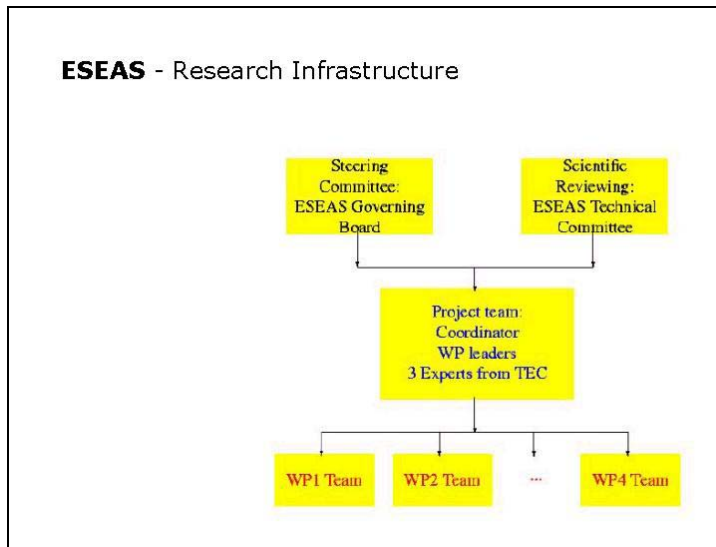 ESEAS - Research Infrastructure
Steering
Committee:
ESEAS Governing
Board
Scientific
Reviewing:
ESEAS Technical
Committee
Project team:
Coordinator
WP leaders
3 Experts from TEC
WP1 Team
WP2 Team
...
WP4 Team